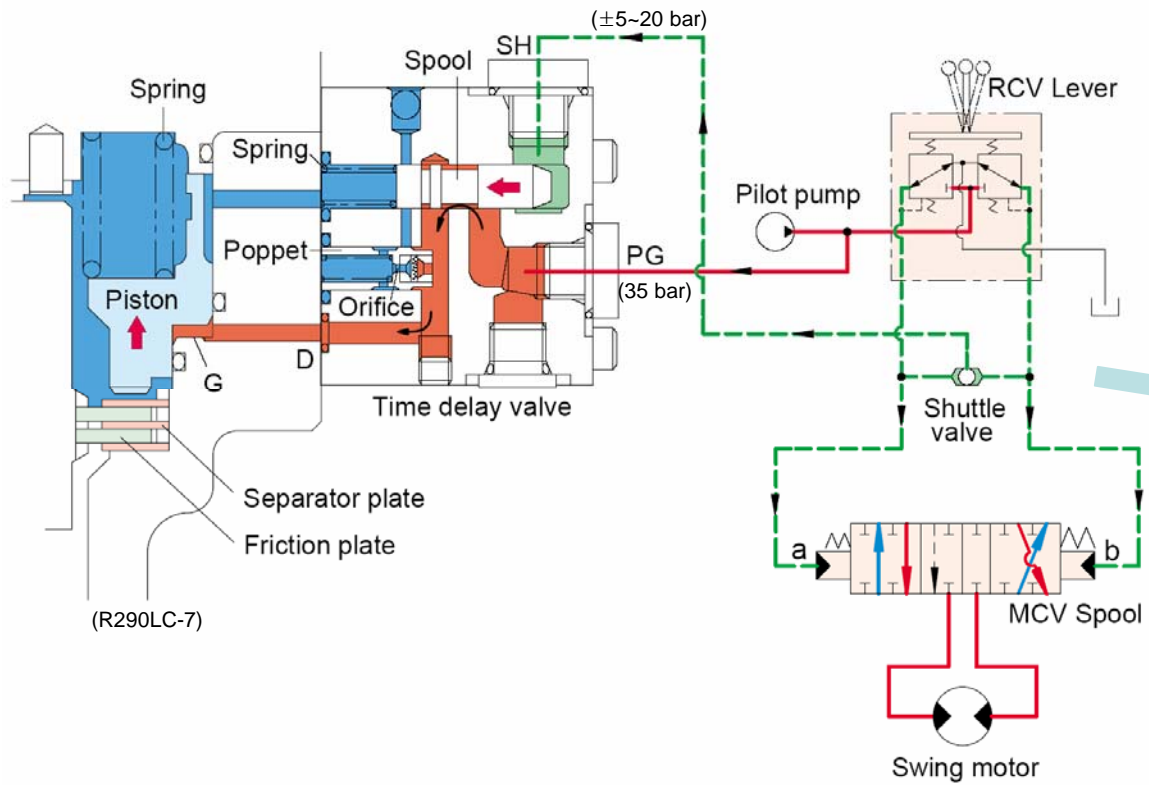 (±5~20 bar)
SH
Spool
Spring
RCV Lever
Spring
Pilot pump
Poppet
PG
(35 bar)
Piston
Orifice
D
G
Time delay valve
Shuttle
valve
Separator plate
Friction plate
a
b
(R290LC-7)
MCV Spool
Swing motor